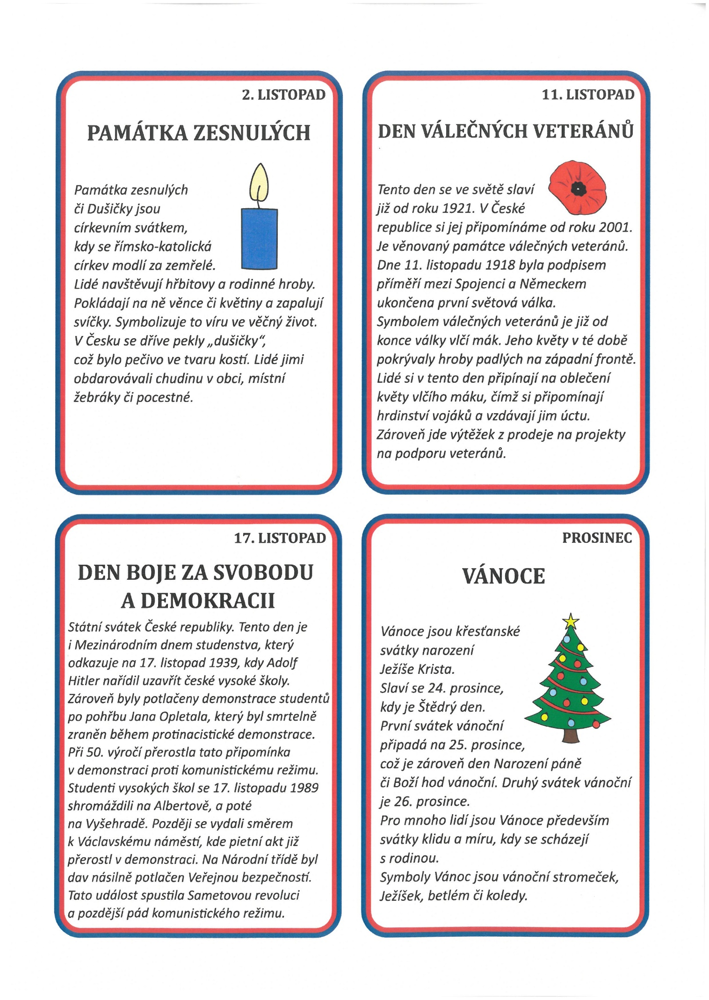 2. LISTOPAD
PAMÁTKA ZESNULÝCH
Památka zesnulých
či Dušičky jsou
církevním svátkem,
kdy se římsko-katolická
církev modlí za zemřelé.
Lidé navštěvují hřbitovy a rodinné hroby.
Pokládají na ně věnce či květiny a zapalují
svíčky. Symbolizuje to víru ve věčný život.
V Česku se dříve pekly „dušičky“,
což bylo pečivo ve tvaru kostí. Lidé jimi
obdarovávali chudinu v obci, místní
žebráky či pocestné.
11. LISTOPAD
DEN VÁLEČNÝCH VETERÁNŮ
Tento den se ve světě slaví
již od roku 1921. V České
republice si jej připomínáme od roku 2001.
Je věnovaný památce válečných veteránů.
Dne 11. listopadu 1918 byla podpisem
příměří mezi Spojenci a Německem
ukončena první světová válka.
Symbolem válečných veteránů je již od
konce války vlčí mák. Jeho květy v té době
pokrývaly hroby padlých na západní frontě.
Lidé si v tento den připínají na oblečení
květy vlčího máku, čímž si připomínají
hrdinství vojáků a vzdávají jim úctu.
Zároveň jde výtěžek z prodeje na projekty
na podporu veteránů.
17. LISTOPAD
DEN BOJE ZA SVOBODU
A DEMOKRACII
Státní svátek České republiky. Tento den je
i Mezinárodním dnem studenstva, který
odkazuje na 17. listopad 1939, kdy Adolf
Hitler nařídil uzavřít české vysoké školy.
Zároveň byly potlačeny demonstrace studentů
po pohřbu Jana Opletala, který byl smrtelně
zraněn během protinacistické demonstrace.
Při 50. výročí přerostla tato připomínka
v demonstraci proti komunistickému režimu.
Studenti vysokých škol se 17. listopadu 1989
shromáždili na Albertově, a poté
na Vyšehradě. Později se vydali směrem
k Václavskému náměstí, kde pietní akt již
přerostl v demonstraci. Na Národní třídě byl
dav násilně potlačen Veřejnou bezpečností.
Tato událost spustila Sametovou revoluci
a pozdější pád komunistického režimu.
PROSINEC
VÁNOCE
Vánoce jsou křesťanské
svátky narození
Ježíše Krista.
Slaví se 24. prosince,
kdy je Štědrý den.
První svátek vánoční
připadá na 25. prosince,
což je zároveň den Narození páně
či Boží hod vánoční. Druhý svátek vánoční
je 26. prosince.
Pro mnoho lidí jsou Vánoce především
svátky klidu a míru, kdy se scházejí
s rodinou.
Symboly Vánoc jsou vánoční stromeček,
Ježíšek, betlém či koledy.